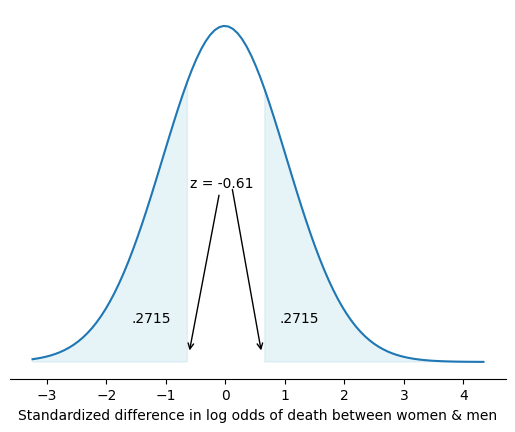 z = -0.61
.2715 .2715
−3 −2 −1 0 1 2 3 4
Standardized difference in log odds of death between women & men